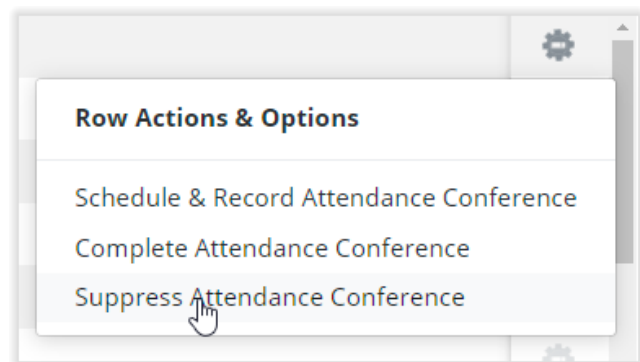 Row Actions & Options
Schedule & Record Attendance Conference
Complete Attendance Conference
Suppress Attendance Conference